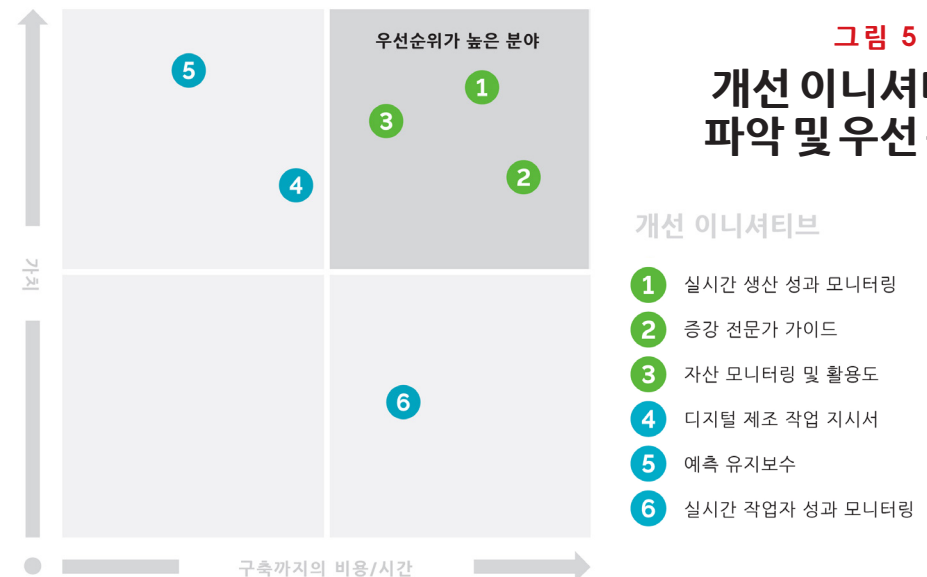 그림 5
개선 이니셔
파악 및 우선
우선순위가 높은 분야
5
1
3
4
2
6
가치
구축까지의 비용/시간
개선 이니셔티브
1 실시간 생산 성과 모니터링
2 증강 전문가 가이드
3 자산 모니터링 및 활용도
4 디지털 제조 작업 지시서
5 예측 유지보수
6 실시간 작업자 성과 모니터링